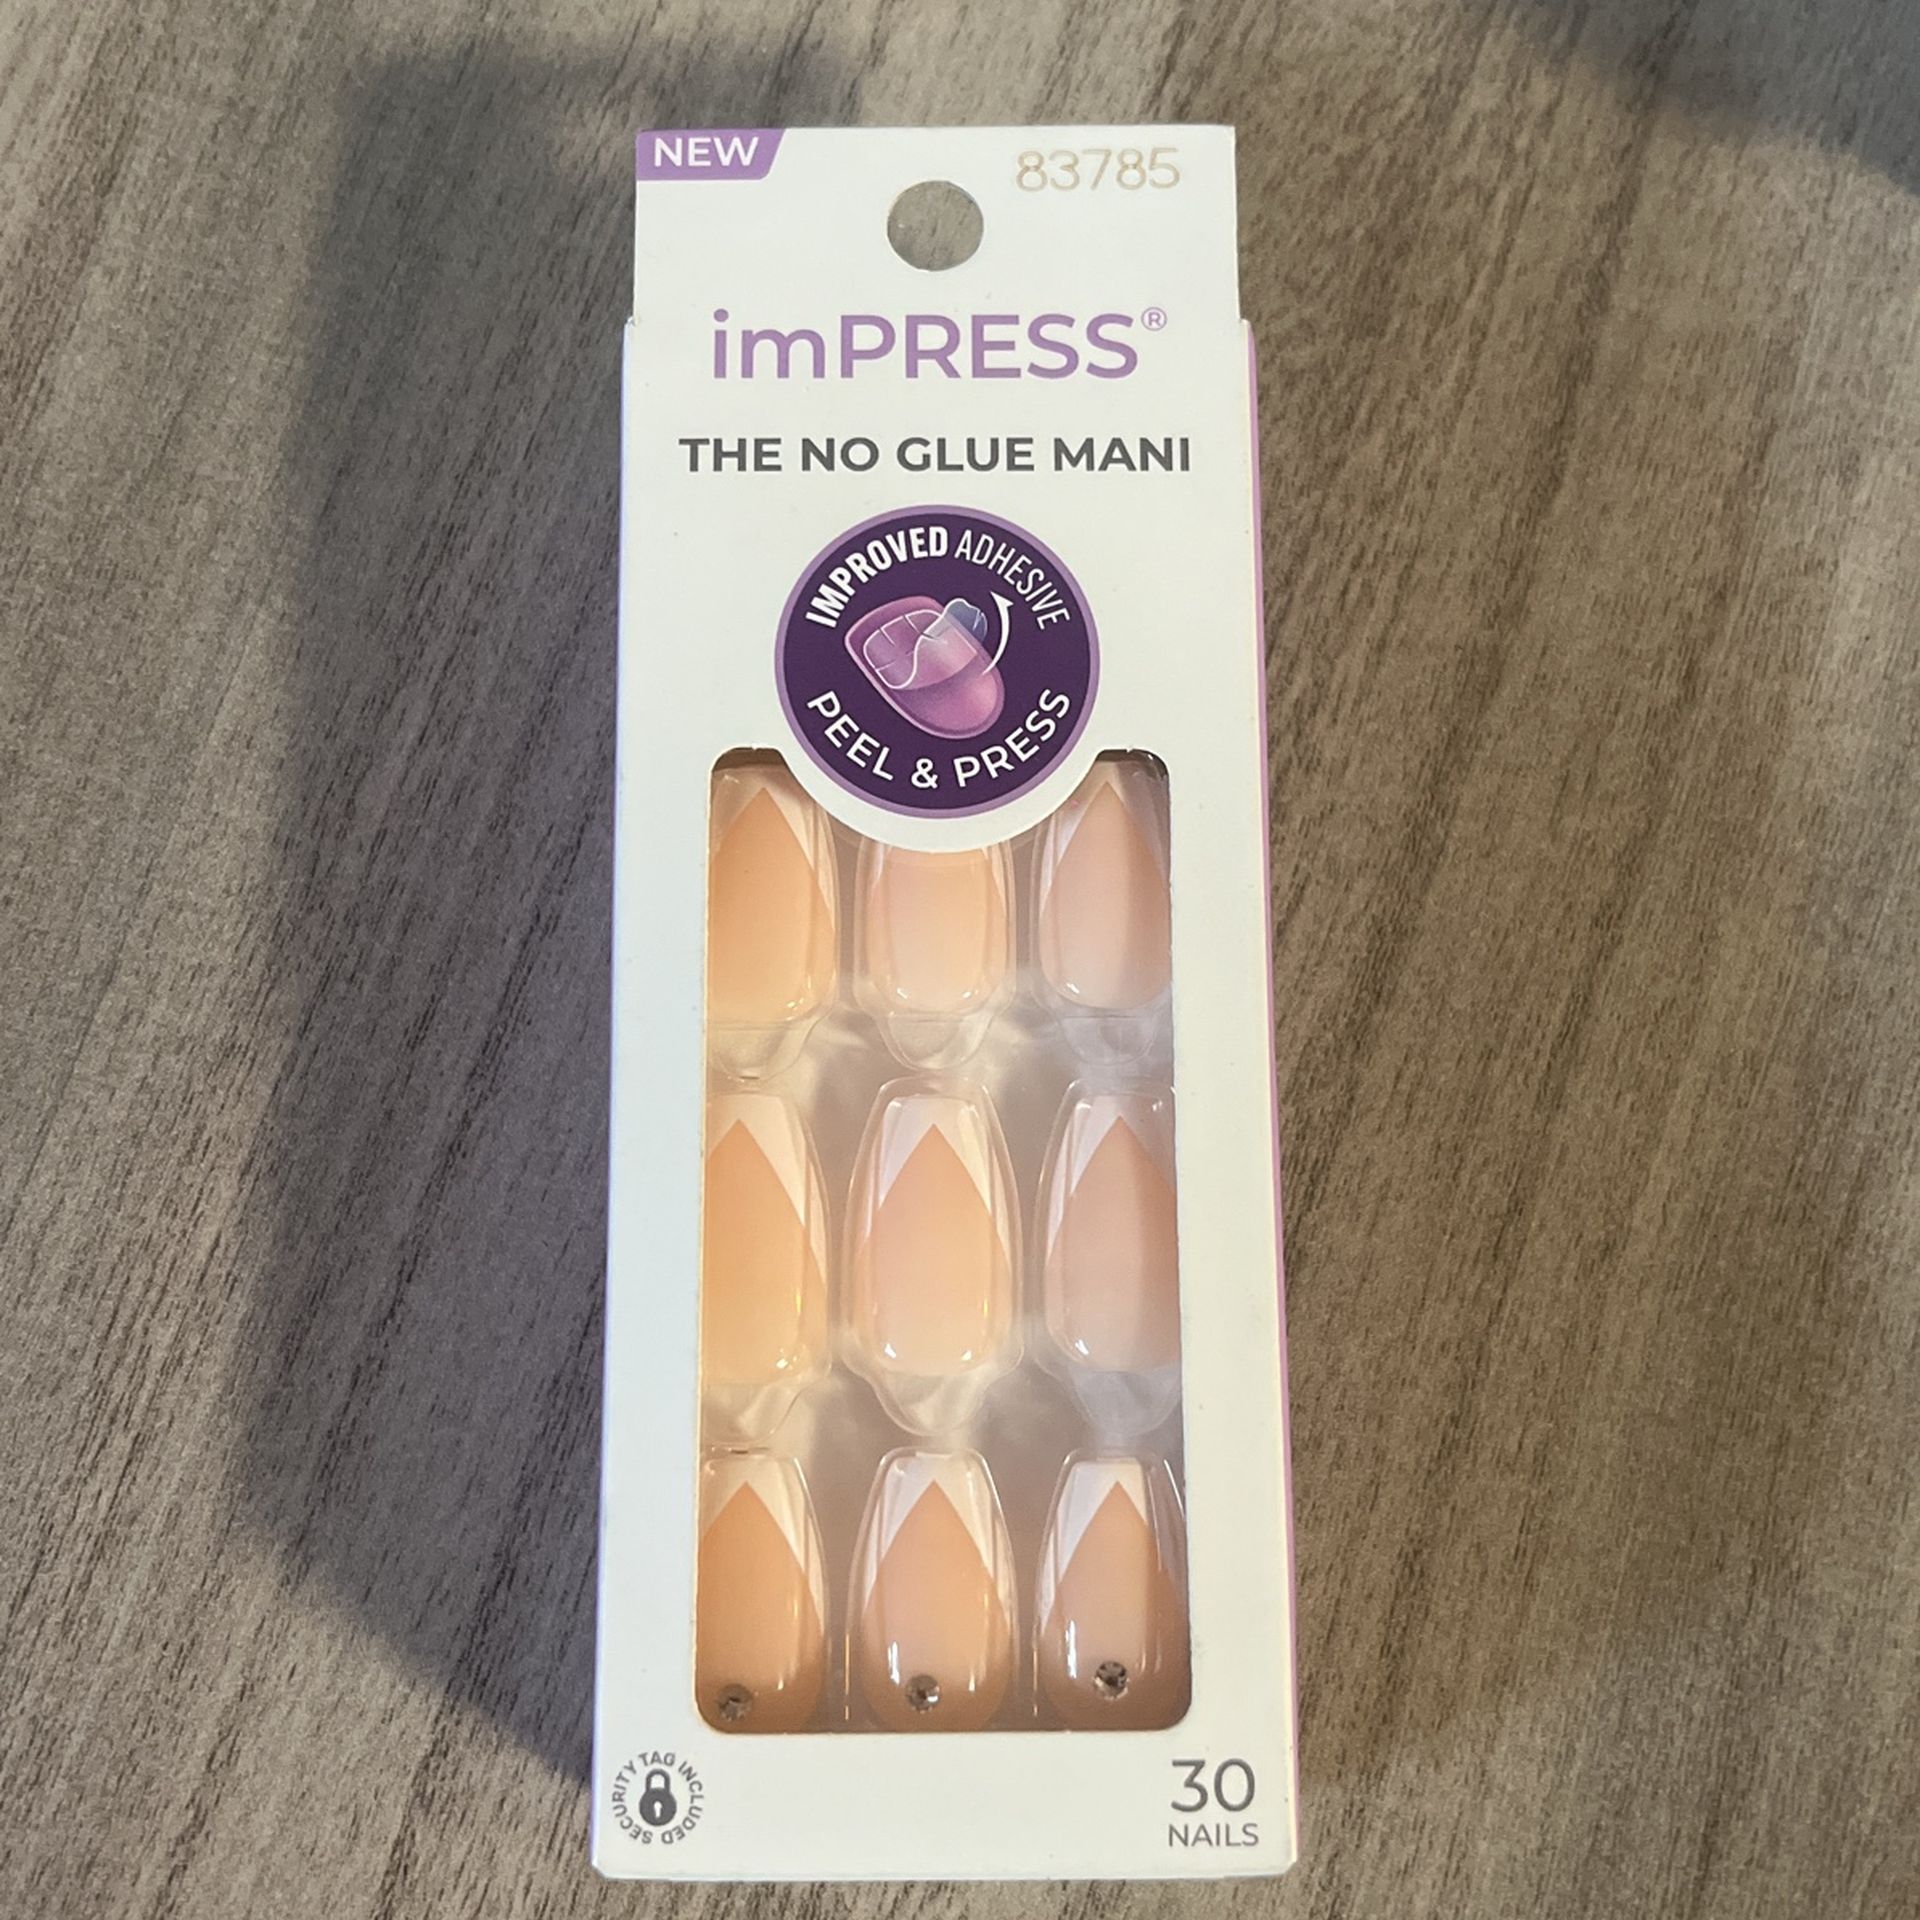 NEW
83785
imPRESS®
THE NO GLUE MANI
IMPROVED ADHESIVE
PEEL & PRESS
SECURITY TAG INCLUDED
30
NAILS